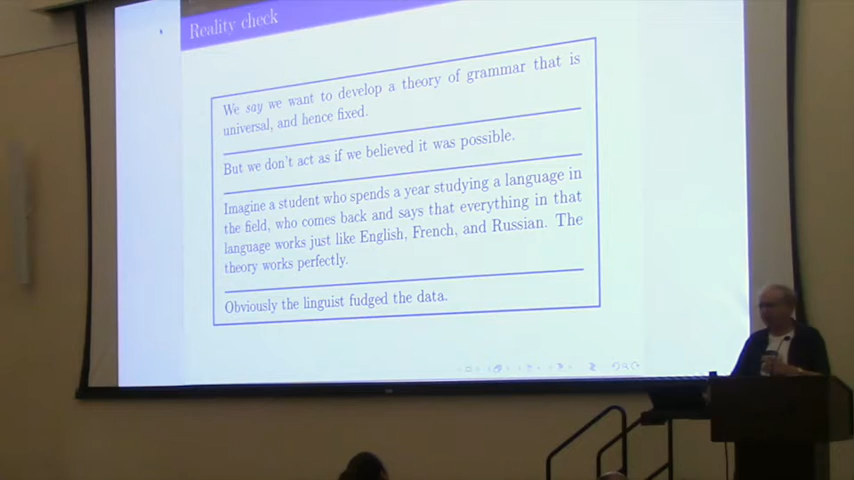 Reality check
We say we want to develop a theory of grammar that is
universal, and hence fixed.
But we don't act as if we believed it was possible.
Imagine a student who spends a year studying a language in
the field, who comes back and says that everything in that
language works just like English, French, and Russian. The
theory works perfectly.
Obviously the linguist fudged the data.